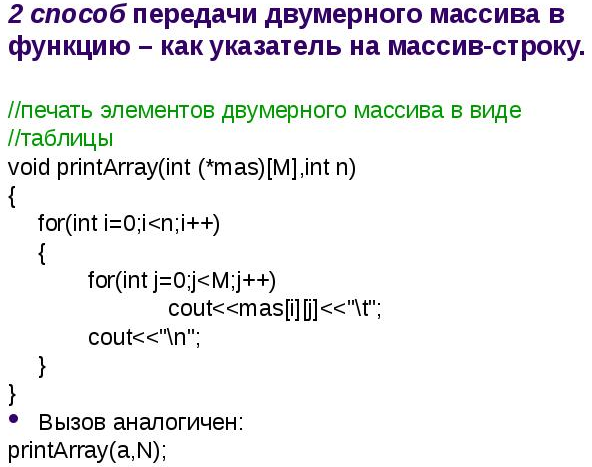 2 способ передачи двумерного массива в
функцию – как указатель на массив-строку.
//печать элементов двумерного массива в виде
//таблицы
void printArray(int (*mas)[M],int n)
{
for(int i=0;i<n;i++)
{
for(int j=0;j<M;j++)
cout<<mas[i][j]<<"\t";
cout<<"\n";
}
}
• Вызов аналогичен:
printArray(a,N);